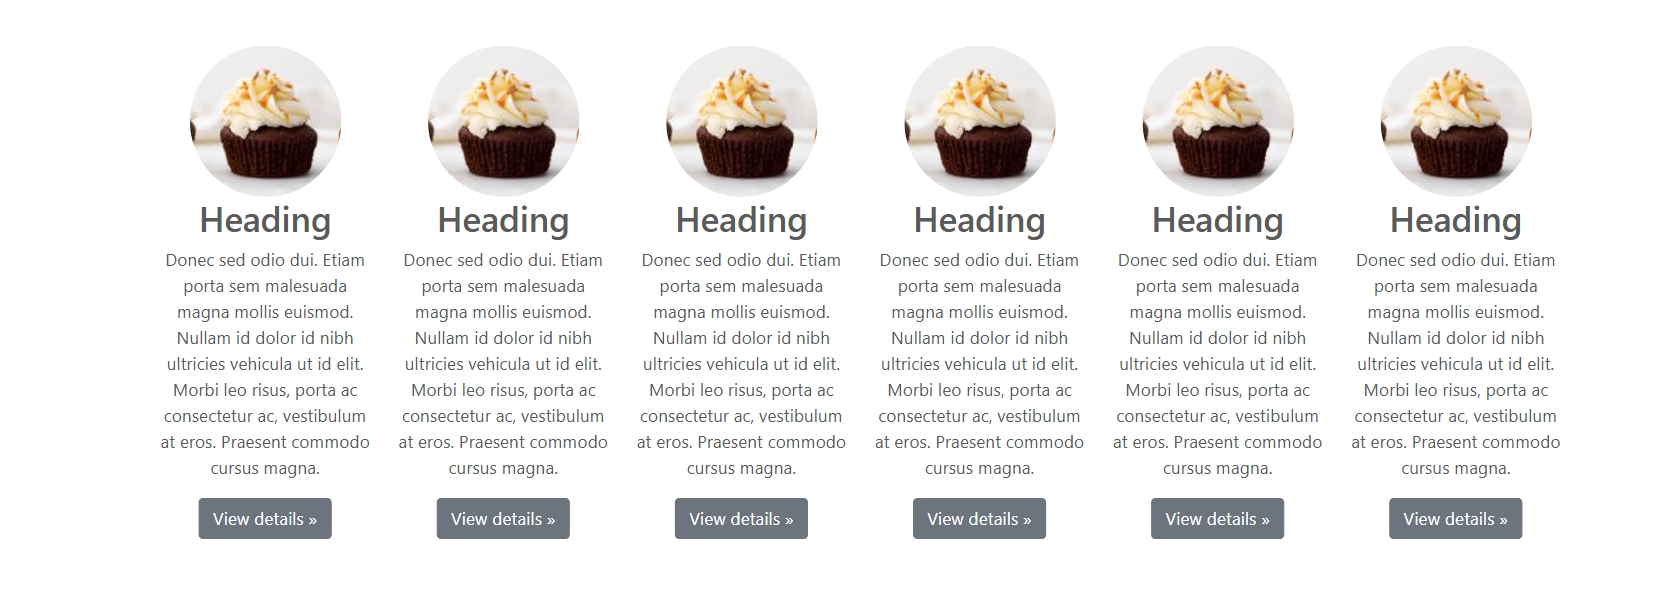 Heading
Donec sed odio dui. Etiam
porta sem malesuada
magna mollis euismod.
Nullam id dolor id nibh
ultricies vehicula ut id elit.
Morbi leo risus, porta ac
consectetur ac, vestibulum
at eros. Praesent commodo
cursus magna.
View details »
Heading
Donec sed odio dui. Etiam
porta sem malesuada
magna mollis euismod.
Nullam id dolor id nibh
ultricies vehicula ut id elit.
Morbi leo risus, porta ac
consectetur ac, vestibulum
at eros. Praesent commodo
cursus magna.
View details »
Heading
Donec sed odio dui. Etiam
porta sem malesuada
magna mollis euismod.
Nullam id dolor id nibh
ultricies vehicula ut id elit.
Morbi leo risus, porta ac
consectetur ac, vestibulum
at eros. Praesent commodo
cursus magna.
View details »
Heading
Donec sed odio dui. Etiam
porta sem malesuada
magna mollis euismod.
Nullam id dolor id nibh
ultricies vehicula ut id elit.
Morbi leo risus, porta ac
consectetur ac, vestibulum
at eros. Praesent commodo
cursus magna.
View details »
Heading
Donec sed odio dui. Etiam
porta sem malesuada
magna mollis euismod.
Nullam id dolor id nibh
ultricies vehicula ut id elit.
Morbi leo risus, porta ac
consectetur ac, vestibulum
at eros. Praesent commodo
cursus magna.
View details »
Heading
Donec sed odio dui. Etiam
porta sem malesuada
magna mollis euismod.
Nullam id dolor id nibh
ultricies vehicula ut id elit.
Morbi leo risus, porta ac
consectetur ac, vestibulum
at eros. Praesent commodo
cursus magna.
View details »